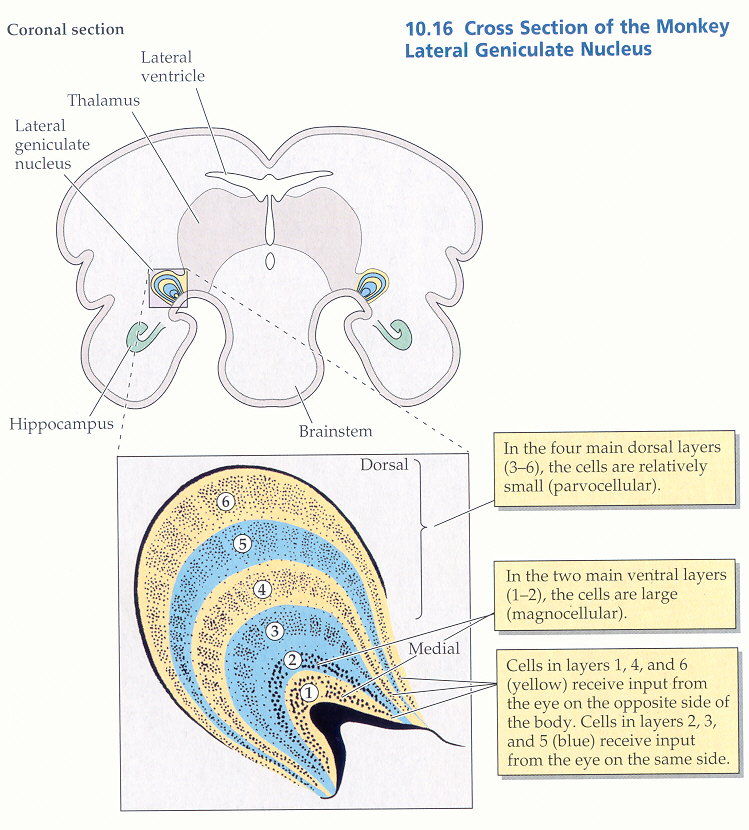 Coronal section
10.16 Cross Section of the Monkey
Lateral Geniculate Nucleus
Lateral
ventricle
Thalamus
Lateral
geniculate
nucleus
Hippocampus
Brainstem
Dorsal
In the four main dorsal layers
(3–6), the cells are relatively
small (parvocellular).
6
5
4
3
2
1
In the two main ventral layers
(1–2), the cells are large
(magnocellular).
Medial
Cells in layers 1, 4, and 6
(yellow) receive input from
the eye on the opposite side of
the body. Cells in layers 2, 3,
and 5 (blue) receive input
from the eye on the same side.